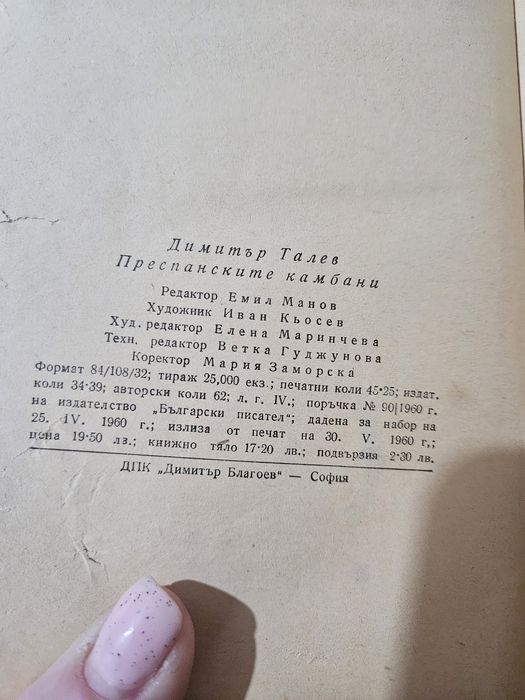 Димитър Талев
Преспанските камбани
Редактор Емил Манов
Художник Иван Кьосев
Худ. редактор Елена Маринчева
Техн. редактор Ветка Гуджунова
Коректор Мария Заморска
Формат 84/108/32; тираж 25,000 екз.; печатни коли 45·25; издат.
коли 34·39; авторски коли 62; л. г. IV.; поръчка № 90|1960 г.
на издателство „Български писател“; дадена за набор на
25. IV. 1960 г.; излиза от печат на 30. V. 1960 г,;
цена 19·50 лз.; книжно тяло 17·20 лв.; подвързия 2·30 лв.
ДПК „Димитър Благоев“ — София